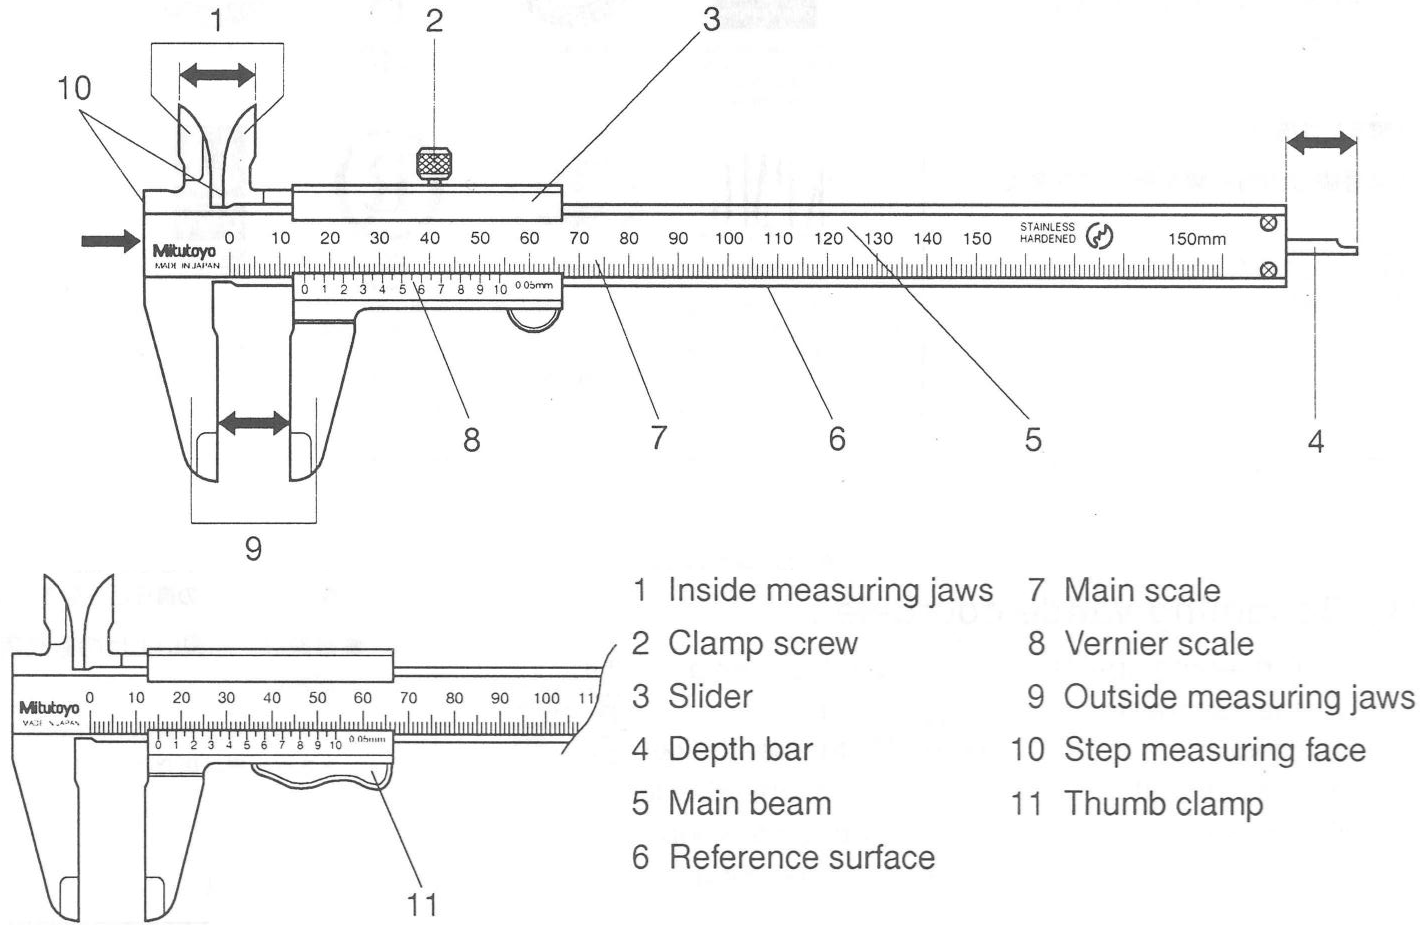 1
2
3
10
Mitutoyo
MADE IN JAPAN
0 10 20 30 40 50 60 70 80 90 100 110 120 130 140 150
STAINLESS
HARDENED
150mm
0 1 2 3 4 5 6 7 8 9 10 0.05mm
8
7
6
5
4
9
Mitutoyo
MADE IN JAPAN
0 10 20 30 40 50 60 70 80 90 100 11
0 1 2 3 4 5 6 7 8 9 10 0.05mm
11
1 Inside measuring jaws
2 Clamp screw
3 Slider
4 Depth bar
5 Main beam
6 Reference surface
7 Main scale
8 Vernier scale
9 Outside measuring jaws
10 Step measuring face
11 Thumb clamp